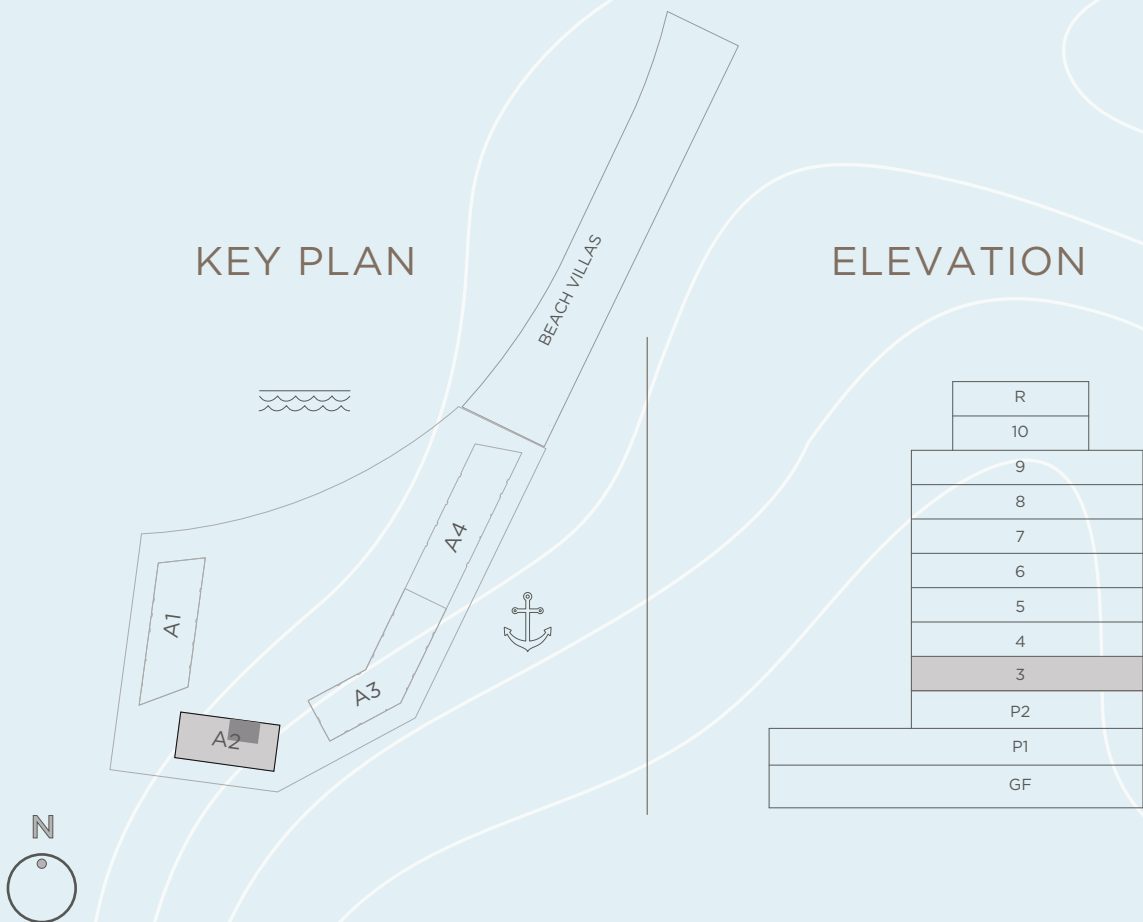 KEY PLAN
BEACH VILLAS
A4
A1
A3
A2
N
ELEVATION
R
10
9
8
7
6
5
4
3
P2
P1
GF